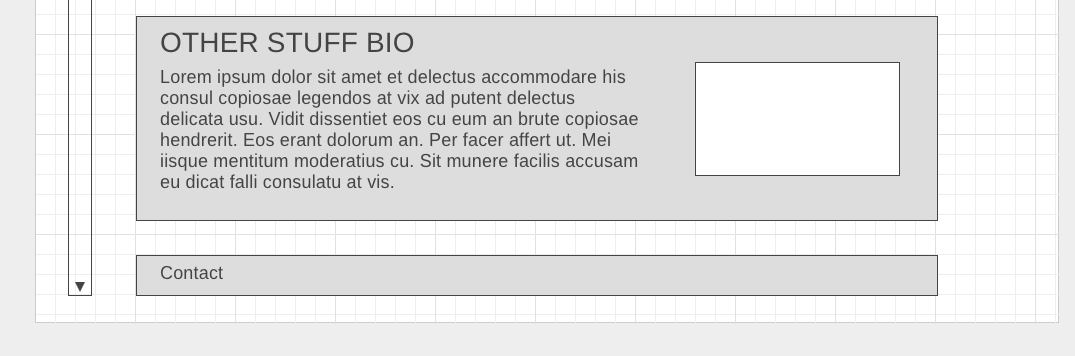 OTHER STUFF BIO
Lorem ipsum dolor sit amet et delectus accommodare his
consul copiosae legendos at vix ad putent delectus
delicata usu. Vidit dissentiet eos cu eum an brute copiosae
hendrerit. Eos erant dolorum an. Per facer affert ut. Mei
iisque mentitum moderatius cu. Sit munere facilis accusam
eu dicat falli consulatu at vis.
Contact